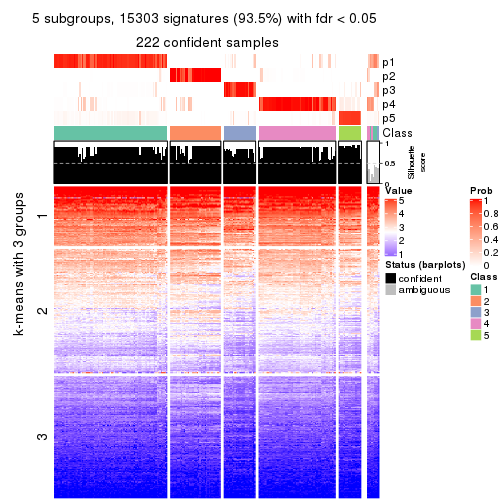 5 subgroups, 15303 signatures (93.5%) with fdr < 0.05
222 confident samples
p1
p2
p3
p4
p5
Class
1
0.5
0
Silhouette
score
k-means with 3 groups
1
2
3
Value
5
4
3
2
1
Status (barplots)
confident
ambiguous
Prob
1
0.8
0.6
0.4
0.2
0
Class
1
2
3
4
5